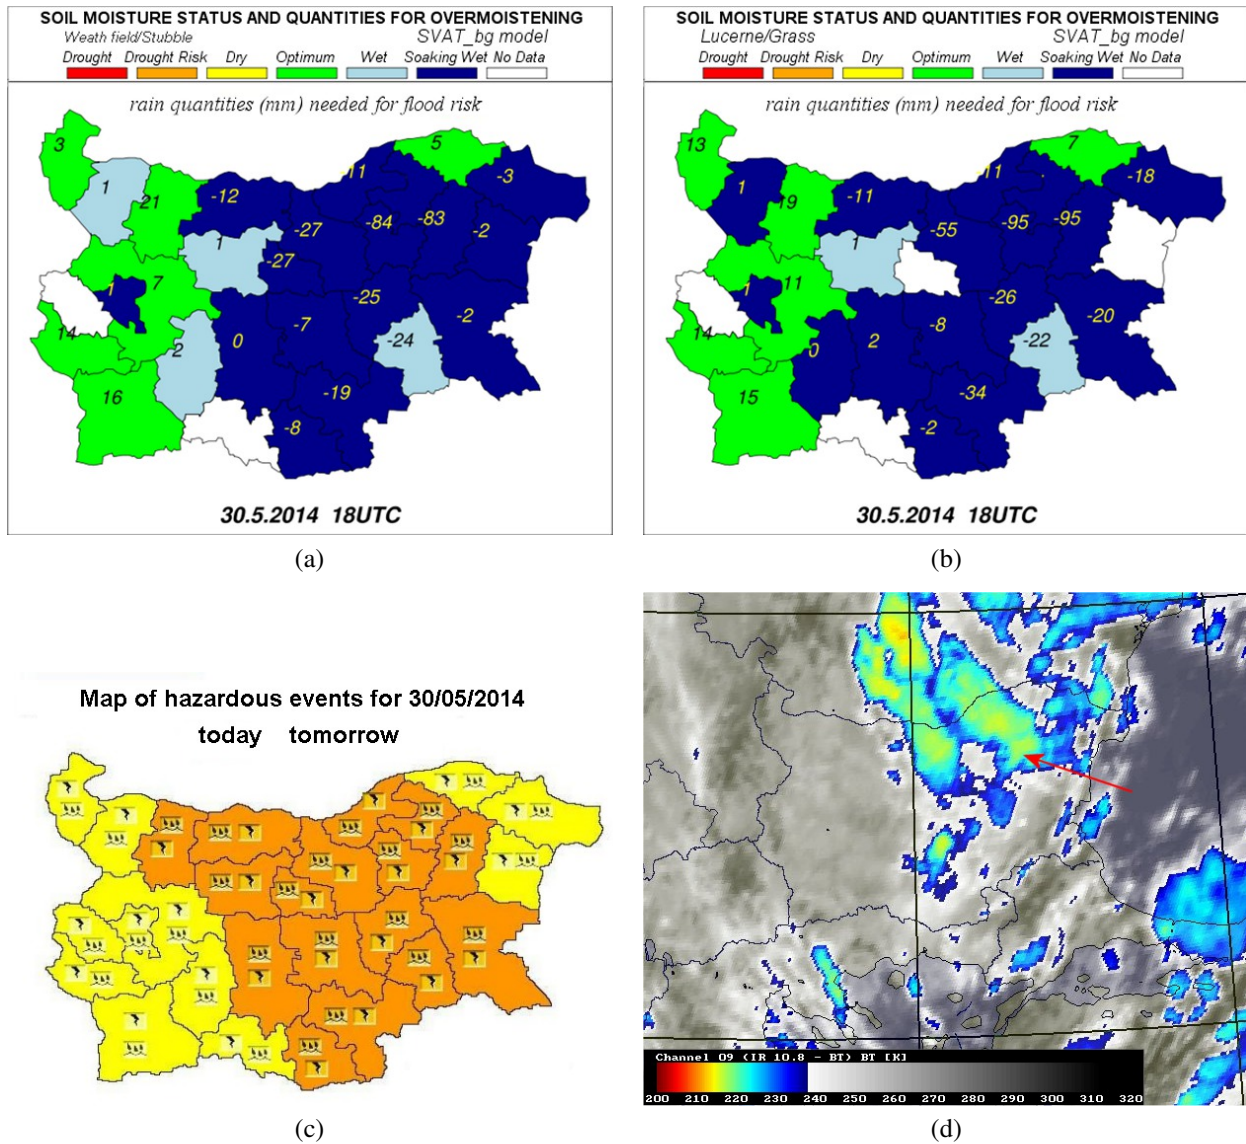 SOIL MOISTURE STATUS AND QUANTITIES FOR OVERMOISTENING
Weath field/Stubble SVAT_bg model
Drought Drought Risk Dry Optimum Wet Soaking Wet No Data
rain quantities (mm) needed for flood risk
3
5
-11
-3
1
21
-12
-27
-84
-83
-2
1
-27
1
7
-25
-7
-2
14
2
0
-24
16
-19
-8
30.5.2014 18UTC
(a)
SOIL MOISTURE STATUS AND QUANTITIES FOR OVERMOISTENING
Lucerne/Grass SVAT_bg model
Drought Drought Risk Dry Optimum Wet Soaking Wet No Data
rain quantities (mm) needed for flood risk
13
7
-11
-18
1
19
-11
-55
-95
-95
1
1
11
-26
-8
-20
14
0
2
-22
15
-34
-2
30.5.2014 18UTC
(b)
Map of hazardous events for 30/05/2014
today tomorrow
(c)
Channel 09 (IR 10.8 - BT) BT [K]
200 210 220 230 240 250 260 270 280 290 300 310 320
(d)